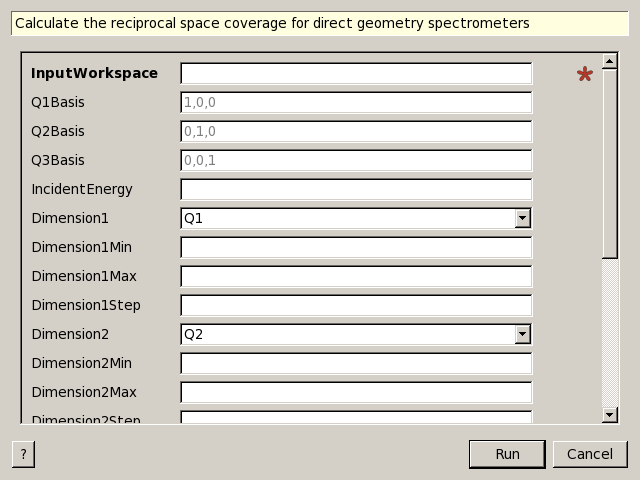 Calculate the reciprocal space coverage for direct geometry spectrometers
InputWorkspace *
Q1Basis 1,0,0
Q2Basis 0,1,0
Q3Basis 0,0,1
IncidentEnergy
Dimension1 Q1
Dimension1Min
Dimension1Max
Dimension1Step
Dimension2 Q2
Dimension2Min
Dimension2Max
Dimension2Step
? Run Cancel